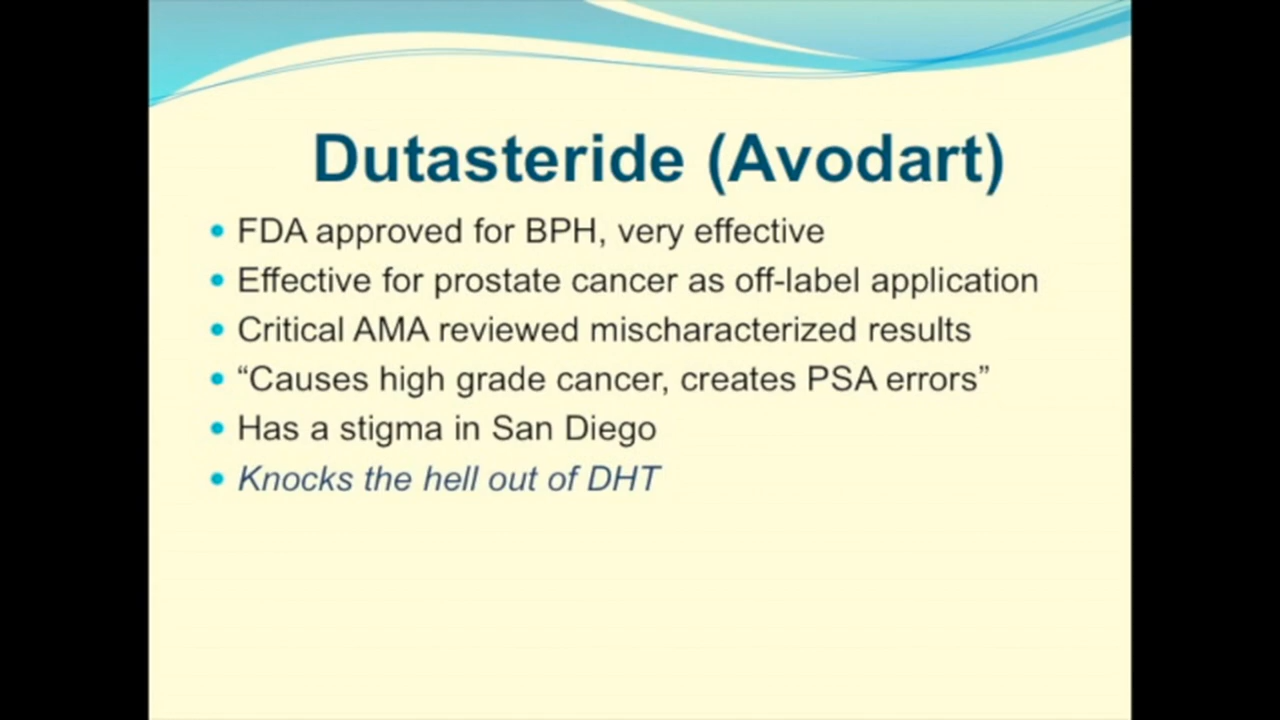 Dutasteride (Avodart)
• FDA approved for BPH, very effective
• Effective for prostate cancer as off-label application
• Critical AMA reviewed mischaracterized results
• “Causes high grade cancer, creates PSA errors”
• Has a stigma in San Diego
• Knocks the hell out of DHT